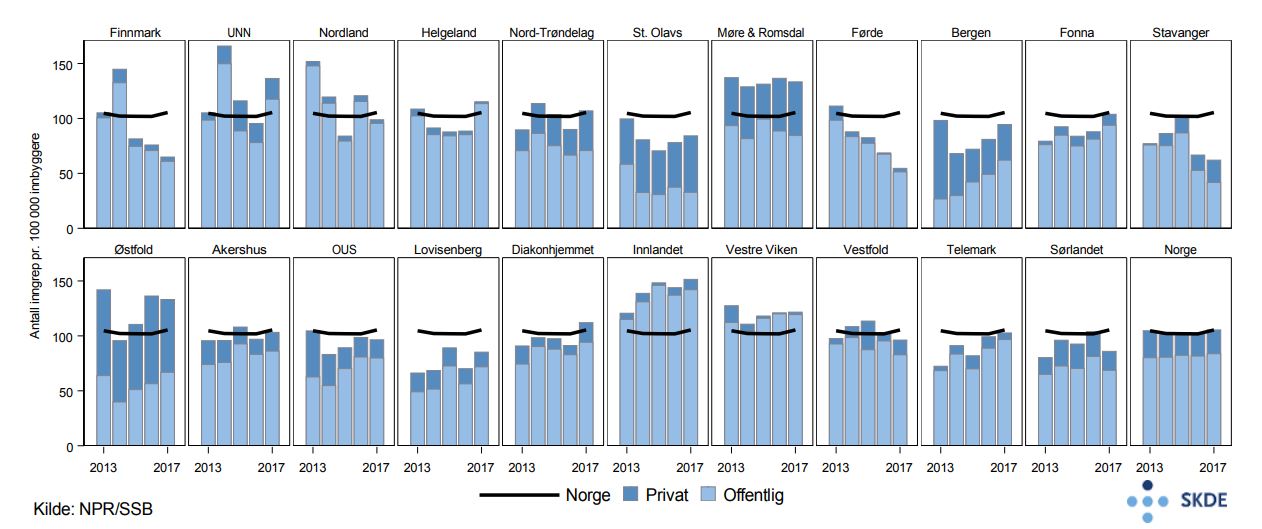 Finnmark UNN Nordland Helgeland Nord-Trøndelag St. Olavs Møre & Romsdal Førde Bergen Fonna Stavanger
150
100
50
0
Antall inngrep pr. 100 000 innbyggere
Østfold Akershus OUS Lovisenberg Diakonhjemmet Innlandet Vestre Viken Vestfold Telemark Sørlandet Norge
150
100
50
0
2013 2017 2013 2017 2013 2017 2013 2017 2013 2017 2013 2017 2013 2017 2013 2017 2013 2017 2013 2017 2013 2017
Norge Privat Offentlig
Kilde: NPR/SSB
SKDE